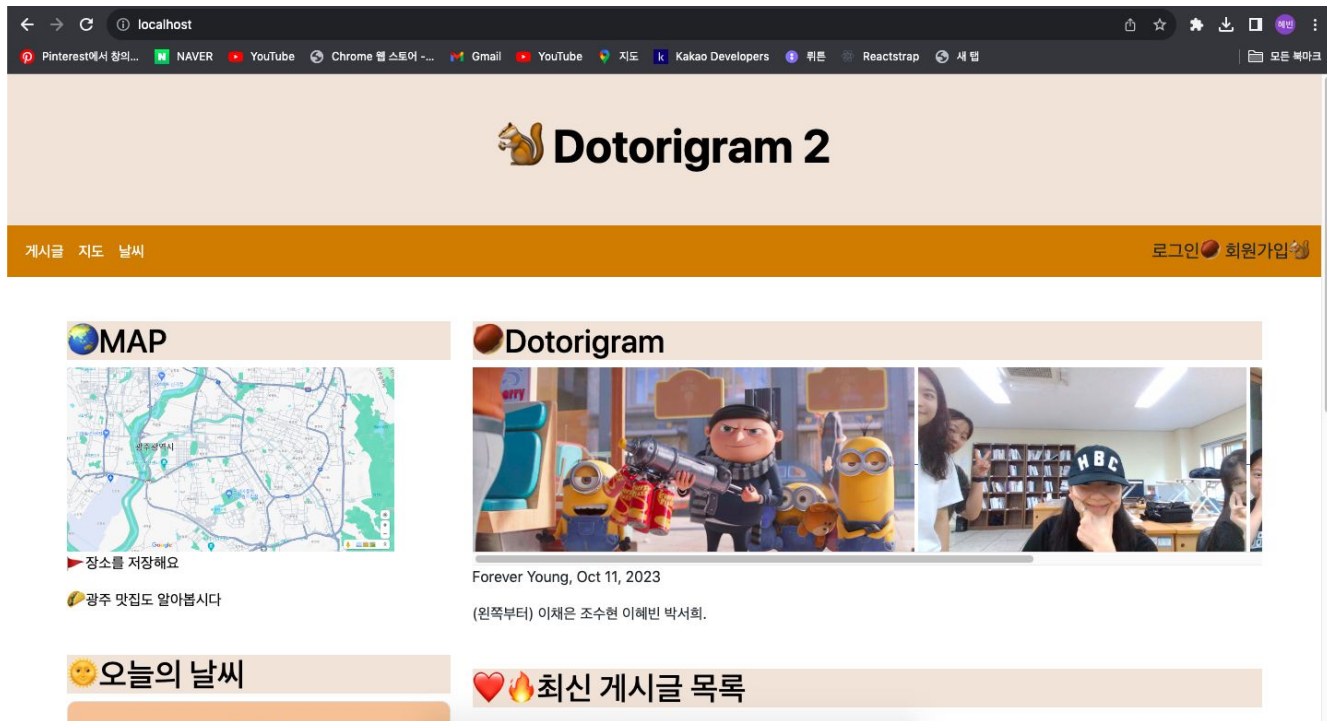 localhost
혜빈
Pinterest에서 창의... NAVER YouTube Chrome 웹 스토어 -... Gmail YouTube 지도 Kakao Developers 뤼튼 Reactstrap 새 탭 모든 북마크
🐿️ Dotorigram 2
게시글 지도 날씨 로그인🌰 회원가입🐿️
🌏MAP
광주광역시
Google
🚩장소를 저장해요
🌮광주 맛집도 알아봅시다
🌞오늘의 날씨
🌰Dotorigram
HBC
Forever Young, Oct 11, 2023
(왼쪽부터) 이채은 조수현 이혜빈 박서희.
❤️🔥최신 게시글 목록